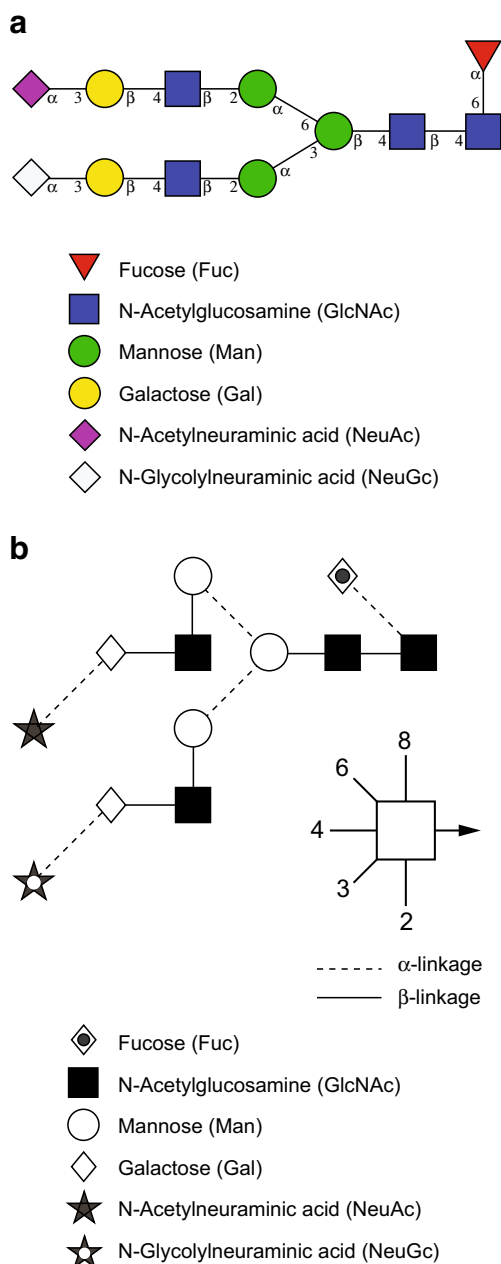 a
α 3 β 4 β 2 α
α
6
6 3 β 4 β 4
α 3 β 4 β 2 α
Fucose (Fuc)
N-Acetylglucosamine (GlcNAc)
Mannose (Man)
Galactose (Gal)
N-Acetylneuraminic acid (NeuAc)
N-Glycolylneuraminic acid (NeuGc)
b
8
6
4
3
2
α-linkage
β-linkage
Fucose (Fuc)
N-Acetylglucosamine (GlcNAc)
Mannose (Man)
Galactose (Gal)
N-Acetylneuraminic acid (NeuAc)
N-Glycolylneuraminic acid (NeuGc)